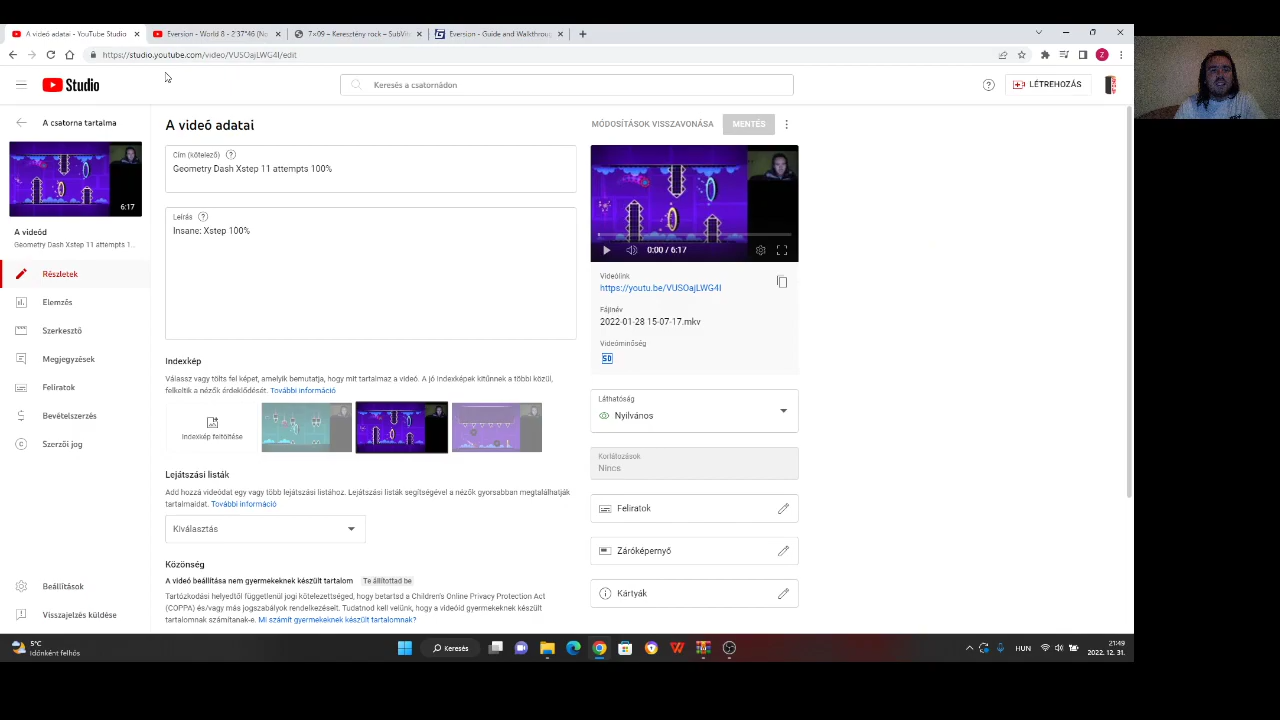 A videó adatai - YouTube Studio
Eversion - World 8 - 2:37"46 (No
7×09 – Keresztény rock – SubVit
Eversion - Guide and Walkthroug
https://studio.youtube.com/video/VUSOajLWG4I/edit
Z
Studio
Keresés a csatornádon
LÉTREHOZÁS
A csatorna tartalma
6:17
A videód
Geometry Dash Xstep 11 attempts 1…
Részletek
Elemzés
Szerkesztő
Megjegyzések
Feliratok
Bevételszerzés
Szerzői jog
Beállítások
Visszajelzés küldése
A videó adatai
MÓDOSÍTÁSOK VISSZAVONÁSA
MENTÉS
Cím (kötelező)
Geometry Dash Xstep 11 attempts 100%
Leírás
Insane: Xstep 100%
Indexkép
Válassz vagy tölts fel képet, amelyik bemutatja, hogy mit tartalmaz a videó. A jó indexképek kitűnnek a többi közül,
felkeltik a nézők érdeklődését. További információ
Indexkép feltöltése
Lejátszási listák
Add hozzá videódat egy vagy több lejátszási listához. Lejátszási listák segítségével a nézők gyorsabban megtalálhatják
tartalmaidat. További információ
Kiválasztás
Közönség
A videó beállítása nem gyermekeknek készült tartalom
Te állítottad be
Tartózkodási helyedtől függetlenül jogi kötelezettséged, hogy betartsd a Children's Online Privacy Protection Act
(COPPA) és/vagy más jogszabályok rendelkezéseit. Tudatnod kell velünk, hogy a videóid gyermekeknek készült
tartalomnak számítanak-e. Mi számít gyermekeknek készült tartalomnak?
0:00 / 6:17
Videólink
https://youtu.be/VUSOajLWG4I
Fájlnév
2022-01-28 15-07-17.mkv
Videóminőség
SD
Láthatóság
Nyilvános
Korlátozások
Nincs
Feliratok
Záróképernyő
Kártyák
5°C
Időnként felhős
Keresés
HUN
21:49
2022. 12. 31.